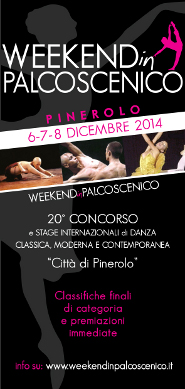 WEEKEND in
PALCOSCENICO
PINEROLO
6-7-8 DICEMBRE 2014
WEEKEND in PALCOSCENICO
20° CONCORSO
e STAGE INTERNAZIONALI di DANZA
CLASSICA, MODERNA E CONTEMPORANEA
"Città di Pinerolo"
Classifiche finali
di categoria
e premiazioni
immediate
info su: www.weekendinpalcoscenico.it